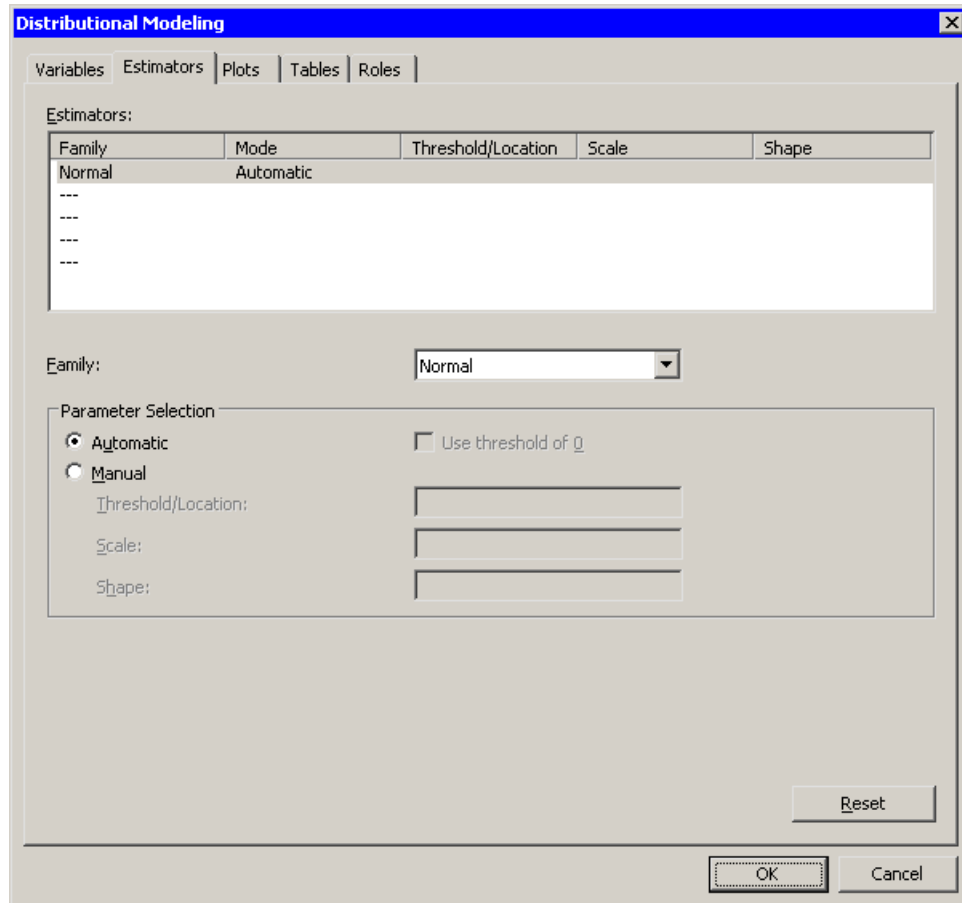 Distributional Modeling
Variables Estimators Plots Tables Roles
Estimators:
Family Mode Threshold/Location Scale Shape
Normal Automatic
---
---
---
---
Family: Normal
Parameter Selection
Automatic Use threshold of 0
Manual
Threshold/Location:
Scale:
Shape:
Reset
OK Cancel